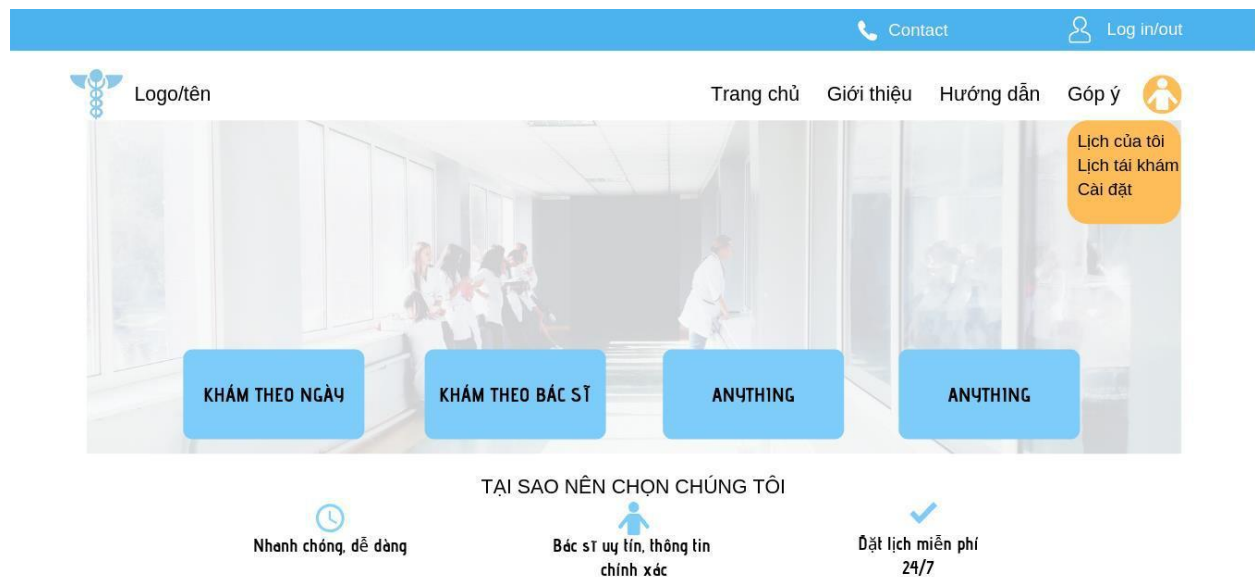 Contact
Log in/out
Logo/tên
Trang chủ
Giới thiệu
Hướng dẫn
Góp ý
Lịch của tôi
Lịch tái khám
Cài đặt
KHÁM THEO NGÀY
KHÁM THEO BÁC SĨ
ANYTHING
ANYTHING
TẠI SAO NÊN CHỌN CHÚNG TÔI
Nhanh chóng, dễ dàng
Bác sĩ uy tín, thông tin
chính xác
Đặt lịch miễn phí
24/7